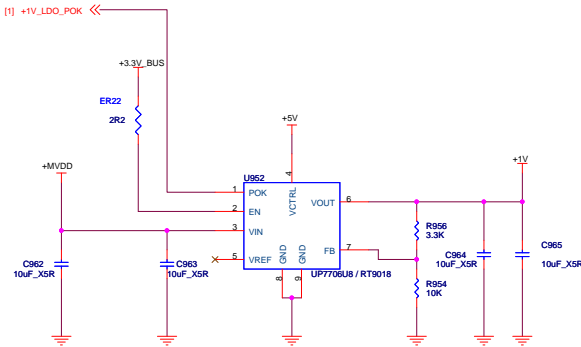 [1] +1V_LDO_POK
+3.3V_BUS
ER22
2R2
+5V
+MVDD
+1V
U952
4
1 POK
VCTRL
2 EN
VOUT 6
3 VIN
R956
3.3K
C962
10uF_X5R
C963
10uF_X5R
5 VREF
GND
GND
FB 7
C964
10uF_X5R
C965
10uF_X5R
8
9
UP7706U8 / RT9018
R954
10K